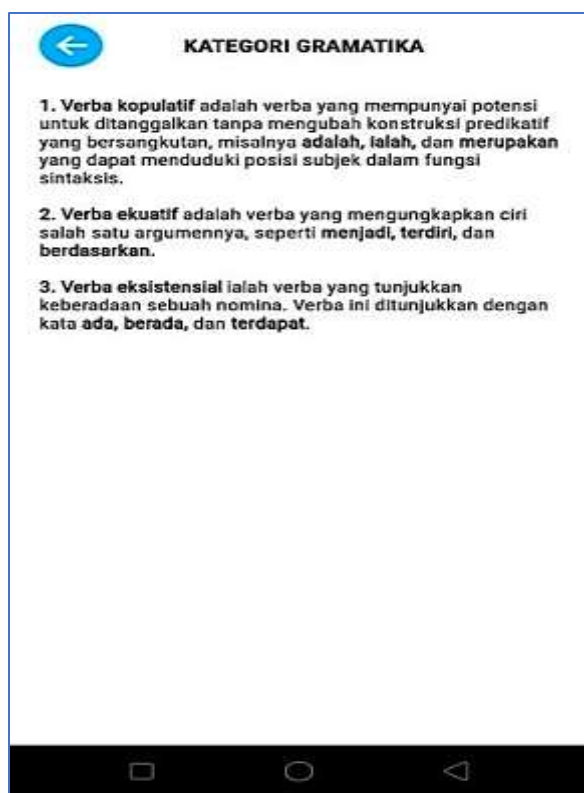 KATEGORI GRAMATIKA
1. Verba kopulatif adalah verba yang mempunyai potensi
untuk ditanggalkan tanpa mengubah konstruksi predikatif
yang bersangkutan, misalnya adalah, ialah, dan merupakan
yang dapat menduduki posisi subjek dalam fungsi
sintaksis.
2. Verba ekuatif adalah verba yang mengungkapkan ciri
salah satu argumennya, seperti menjadi, terdiri, dan
berdasarkan.
3. Verba eksistensial ialah verba yang tunjukkan
keberadaan sebuah nomina. Verba ini ditunjukkan dengan
kata ada, berada, dan terdapat.